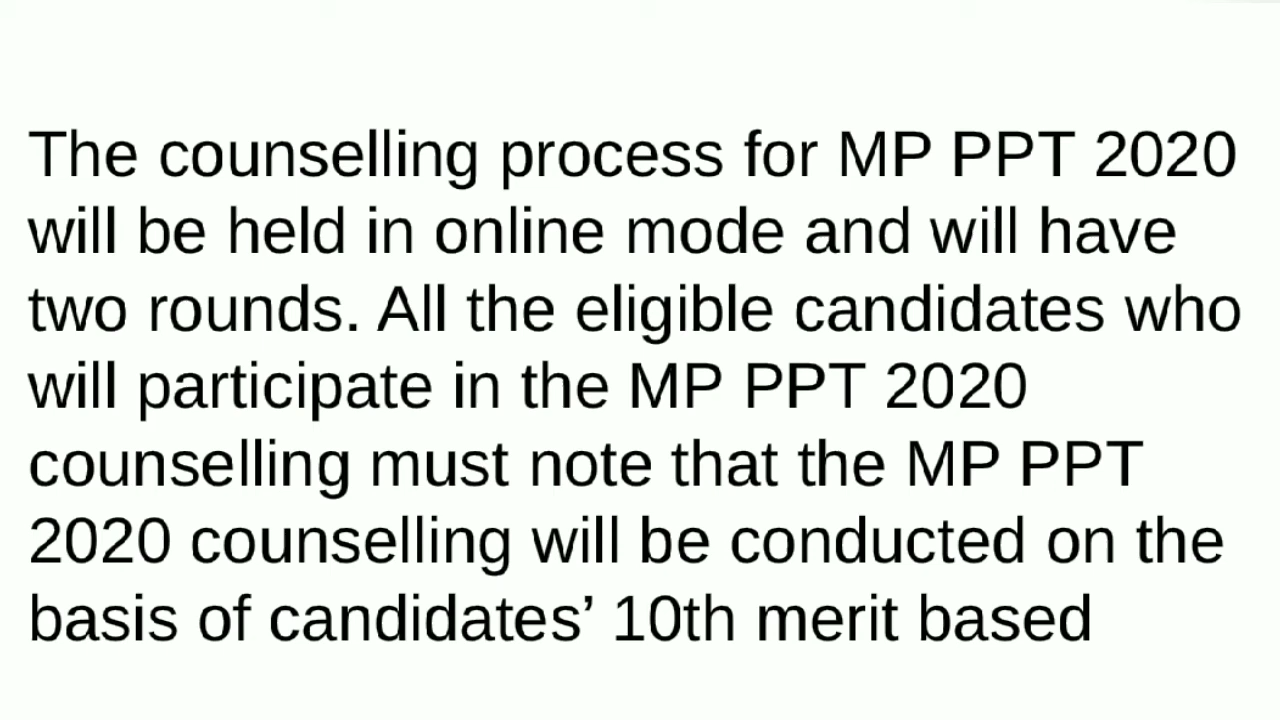 The counselling process for MP PPT 2020
will be held in online mode and will have
two rounds. All the eligible candidates who
will participate in the MP PPT 2020
counselling must note that the MP PPT
2020 counselling will be conducted on the
basis of candidates’ 10th merit based